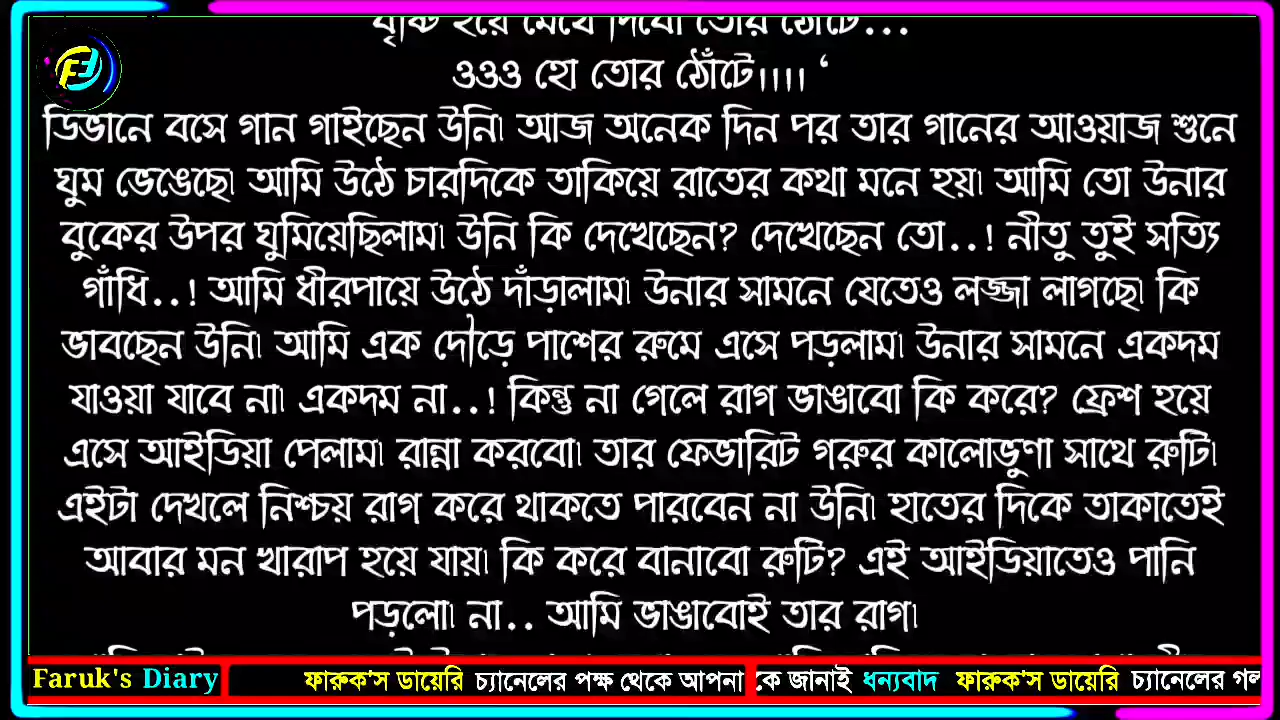 বৃষ্টি হয়ে মেখে দিবো তোর ঠোঁটে...
ওওও হো তোর ঠোঁটে।।।। ‘
ডিভানে বসে গান গাইছেন উনি। আজ অনেক দিন পর তার গানের আওয়াজ শুনে
ঘুম ভেঙেছে। আমি উঠে চারদিকে তাকিয়ে রাতের কথা মনে হয়। আমি তো উনার
বুকের উপর ঘুমিয়েছিলাম। উনি কি দেখেছেন? দেখেছেন তো..! নীতু তুই সত্যি
গাঁধি..! আমি ধীরপায়ে উঠে দাঁড়ালাম। উনার সামনে যেতেও লজ্জা লাগছে। কি
ভাবছেন উনি। আমি এক দৌড়ে পাশের রুমে এসে পড়লাম। উনার সামনে একদম
যাওয়া যাবে না। একদম না..! কিন্তু না গেলে রাগ ভাঙাবো কি করে? ফ্রেশ হয়ে
এসে আইডিয়া পেলাম। রান্না করবো। তার ফেভারিট গরুর কালোভুণা সাথে রুটি।
এইটা দেখলে নিশ্চয় রাগ করে থাকতে পারবেন না উনি। হাতের দিকে তাকাতেই
আবার মন খারাপ হয়ে যায়। কি করে বানাবো রুটি? এই আইডিয়াতেও পানি
পড়লো। না.. আমি ভাঙাবোই তার রাগ।
Faruk's Diary ফারুক'স ডায়েরি চ্যানেলের পক্ষ থেকে আপনা কে জানাই ধন্যবাদ ফারুক'স ডায়েরি চ্যানেলের গল